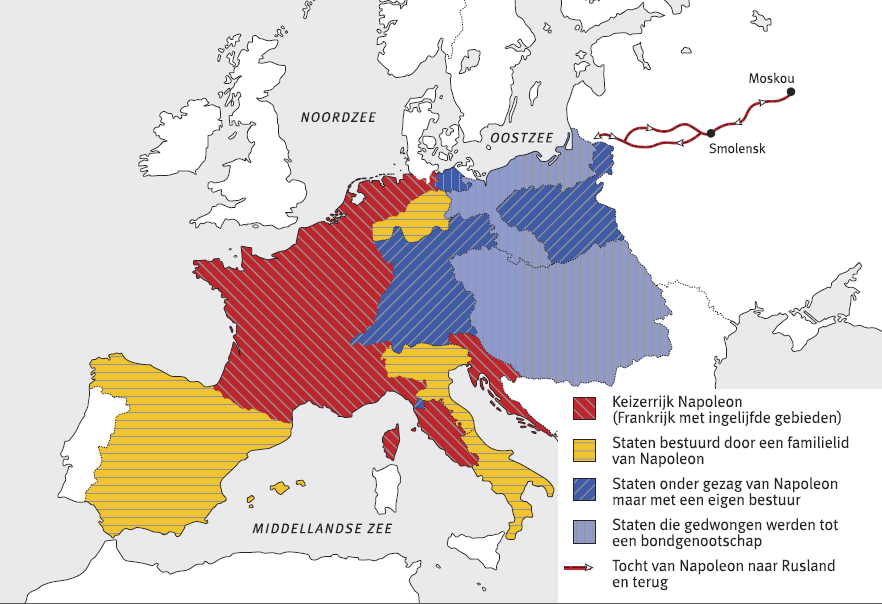 Moskou
NOORDZEE
OOSTZEE
Smolensk
MIDDELLANDSE ZEE
Keizerrijk Napoleon
(Frankrijk met ingelijfde gebieden)
Staten bestuurd door een familielid
van Napoleon
Staten onder gezag van Napoleon
maar met een eigen bestuur
Staten die gedwongen werden tot
een bondgenootschap
Tocht van Napoleon naar Rusland
en terug